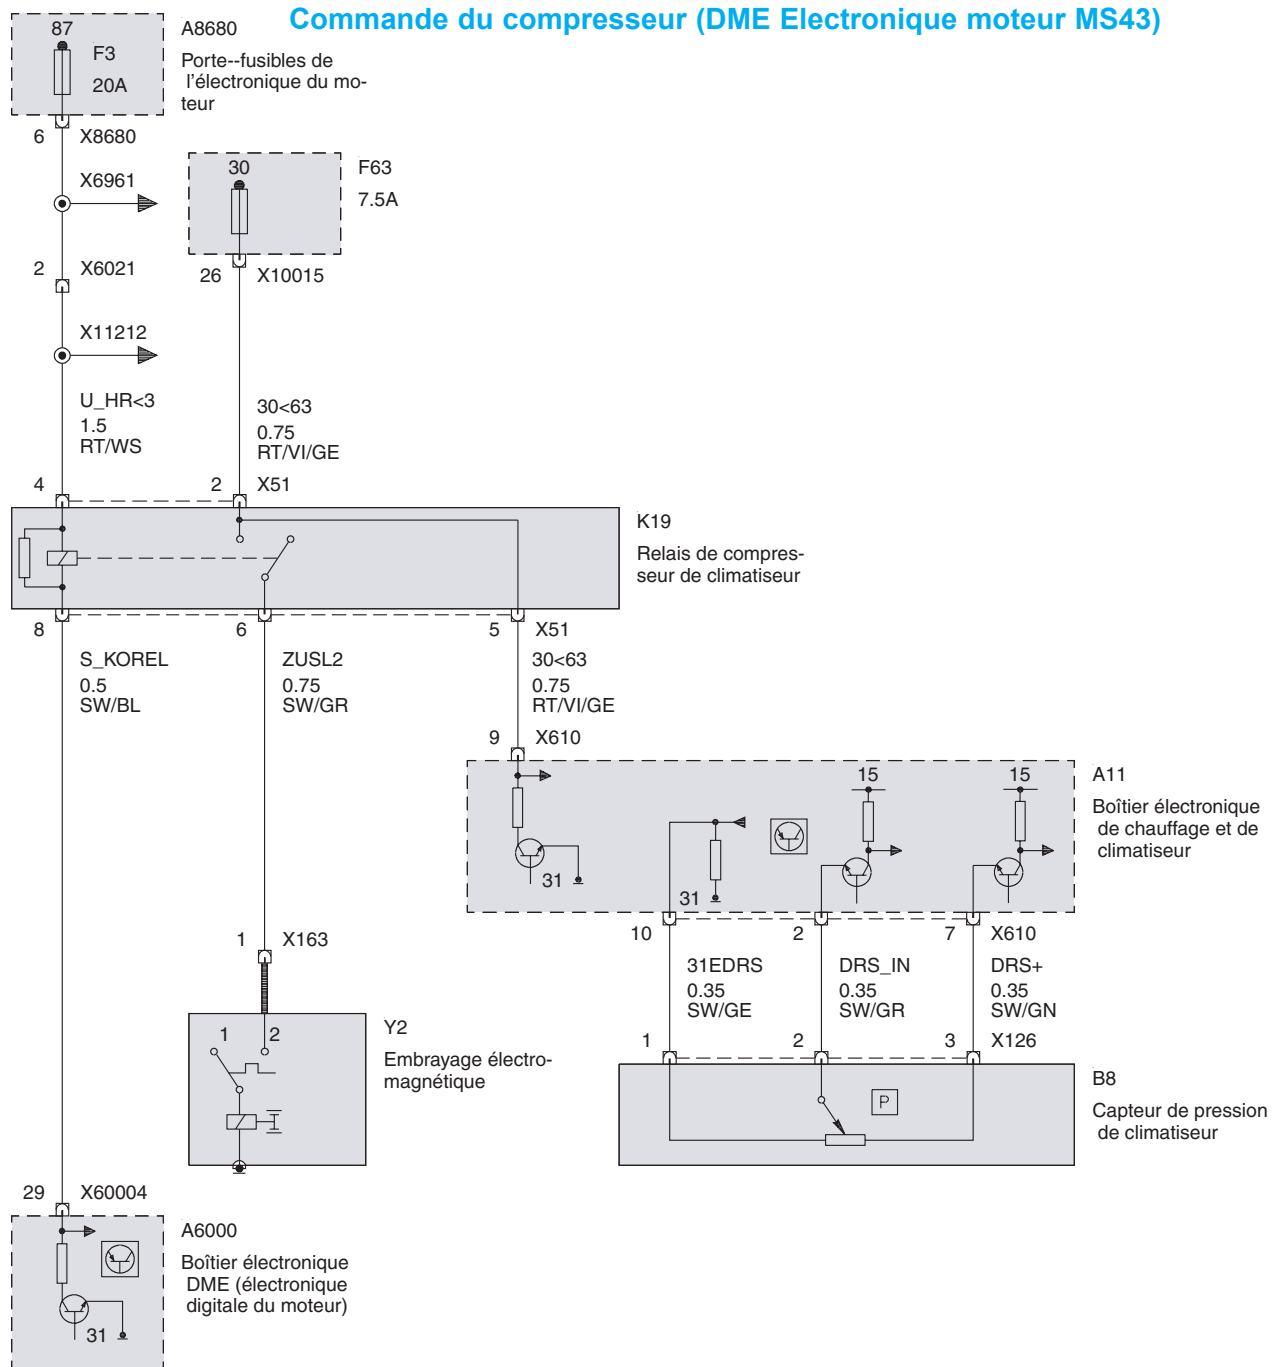 Commande du compresseur (DME Electronique moteur MS43)
87
F3
20A
A8680
Porte--fusibles de
l'électronique du mo-
teur
6 X8680
X6961
30
F63
7.5A
2 X6021
26 X10015
X11212
U_HR<3
1.5
RT/WS
30<63
0.75
RT/VI/GE
4 2 X51
K19
Relais de compres-
seur de climatiseur
8 6 5 X51
S_KOREL
0.5
SW/BL
ZUSL2
0.75
SW/GR
30<63
0.75
RT/VI/GE
9 X610
15 15
31
31
A11
Boîtier électronique
de chauffage et de
climatiseur
10 2 7 X610
1 X163
31EDRS
0.35
SW/GE
DRS_IN
0.35
SW/GR
DRS+
0.35
SW/GN
1 2 3 X126
1 2
Y2
Embrayage électro-
magnétique
P
B8
Capteur de pression
de climatiseur
29 X60004
31
A6000
Boîtier électronique
DME (électronique
digitale du moteur)